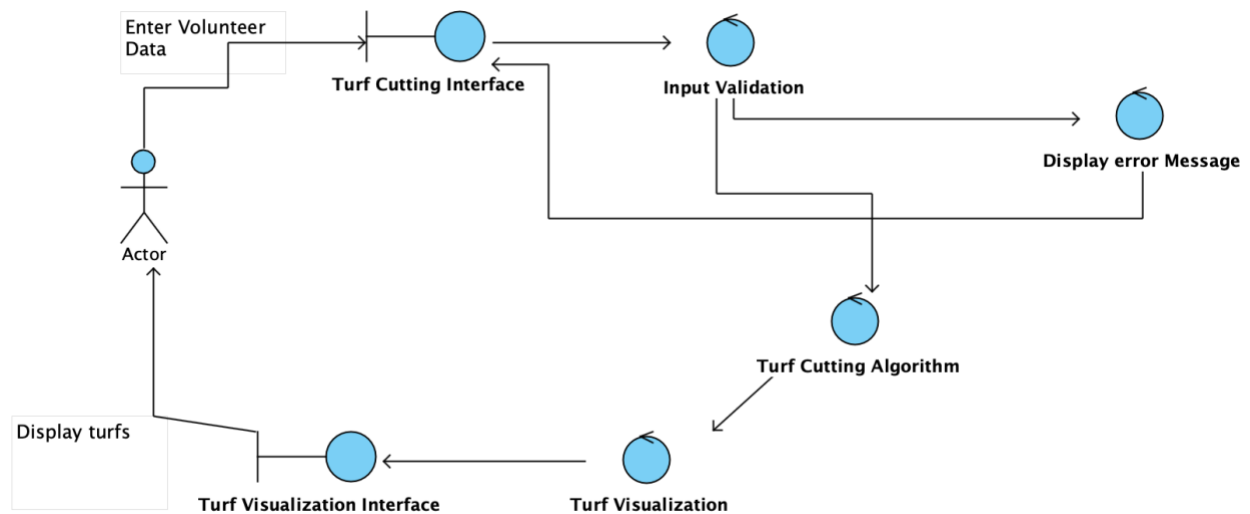 Enter Volunteer
Data
Turf Cutting Interface
Input Validation
Display error Message
Actor
Turf Cutting Algorithm
Display turfs
Turf Visualization Interface
Turf Visualization